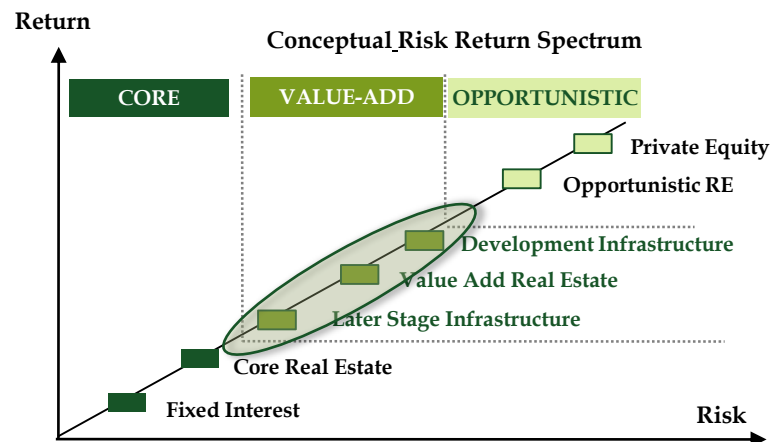 Return
Conceptual Risk Return Spectrum
CORE
VALUE-ADD
OPPORTUNISTIC
Private Equity
Opportunistic RE
Development Infrastructure
Value Add Real Estate
Later Stage Infrastructure
Core Real Estate
Fixed Interest
Risk